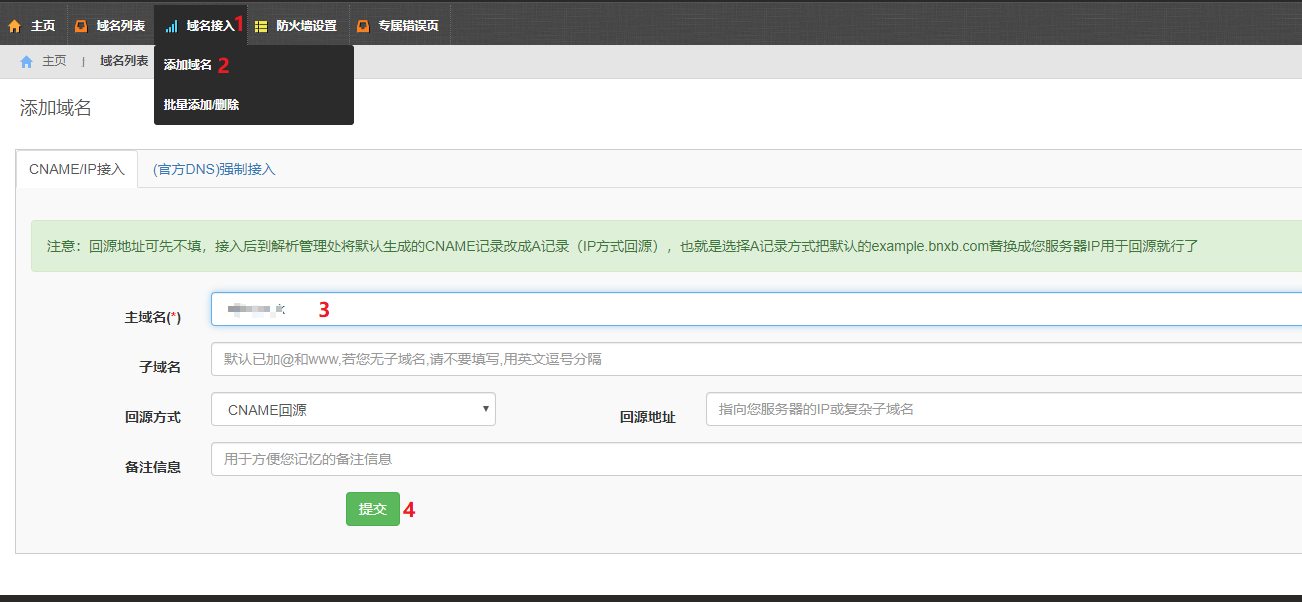 主页 域名列表 域名接入1 防火墙设置 专属错误页
主页 | 域名列表
添加域名 2
批量添加/删除
添加域名
CNAME/IP接入 (官方DNS)强制接入
注意：回源地址可先不填，接入后到解析管理处将默认生成的CNAME记录改成A记录（IP方式回源），也就是选择A记录方式把默认的example.bnxb.com替换成您服务器IP用于回源就行了
主域名(*) 3
子域名 默认已加@和www,若您无子域名,请不要填写,用英文逗号分隔
回源方式 CNAME回源 回源地址 指向您服务器的IP或复杂子域名
备注信息 用于方便您记忆的备注信息
提交 4